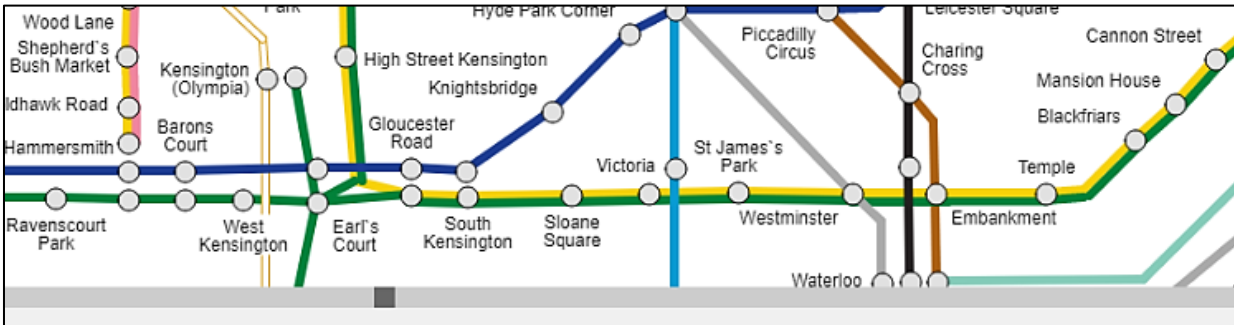 Wood Lane
Shepherd`s
Bush Market
ldhawk Road
Hammersmith
Park
Kensington
(Olympia)
Barons
Court
High Street Kensington
Gloucester
Road
Hyde Park Corner
Knightsbridge
Piccadilly
Circus
Leicester Square
Charing
Cross
Cannon Street
Mansion House
Blackfriars
Temple
Victoria
St James`s
Park
Ravenscourt
Park
West
Kensington
Earl`s
Court
South
Kensington
Sloane
Square
Westminster
Embankment
Waterloo